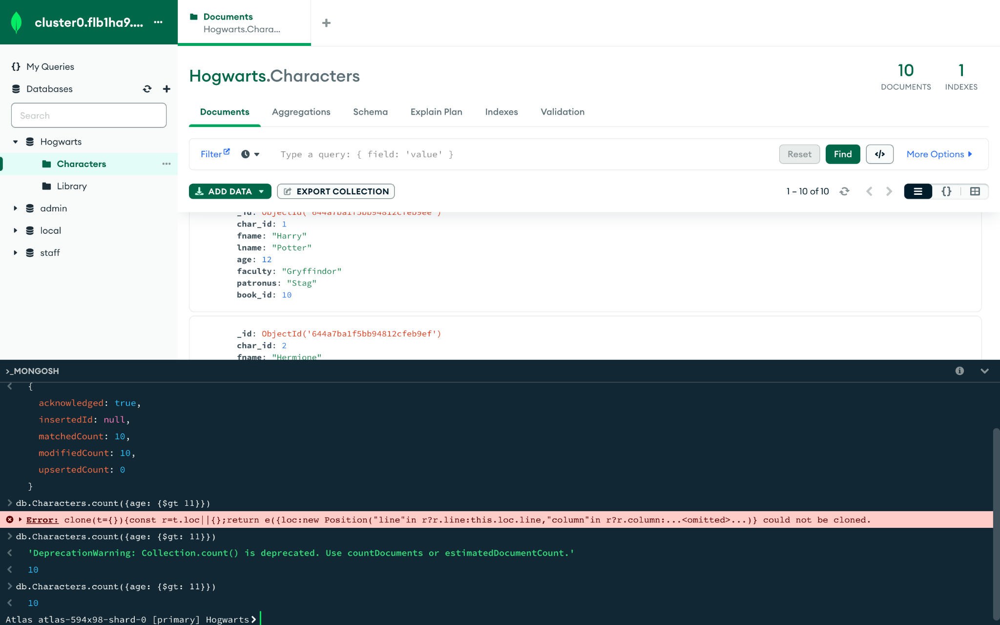 cluster0.flb1ha9....
Documents
Hogwarts.Chara...
My Queries
Databases
Search
Hogwarts
Characters
Library
admin
local
staff
Hogwarts.Characters
10
DOCUMENTS
1
INDEXES
Documents Aggregations Schema Explain Plan Indexes Validation
Filter Type a query: { field: 'value' } Reset Find </> More Options
ADD DATA EXPORT COLLECTION 1 – 10 of 10 {}
_id: ObjectId('644a7ba1f5bb94812cfeb9ee')
char_id: 1
fname: "Harry"
lname: "Potter"
age: 12
faculty: "Gryffindor"
patronus: "Stag"
book_id: 10
_id: ObjectId('644a7ba1f5bb94812cfeb9ef')
char_id: 2
fname: "Hermione"
>_MONGOSH
{
acknowledged: true,
insertedId: null,
matchedCount: 10,
modifiedCount: 10,
upsertedCount: 0
}
db.Characters.count({age: {$gt 11}})
Error: clone(t={}){const r=t.loc||{};return e({loc:new Position("line"in r?r.line:this.loc.line,"column"in r?r.column:...<omitted>...)} could not be cloned.
db.Characters.count({age: {$gt: 11}})
'DeprecationWarning: Collection.count() is deprecated. Use countDocuments or estimatedDocumentCount.'
10
db.Characters.count({age: {$gt: 11}})
10
Atlas atlas-594x98-shard-0 [primary] Hogwarts>